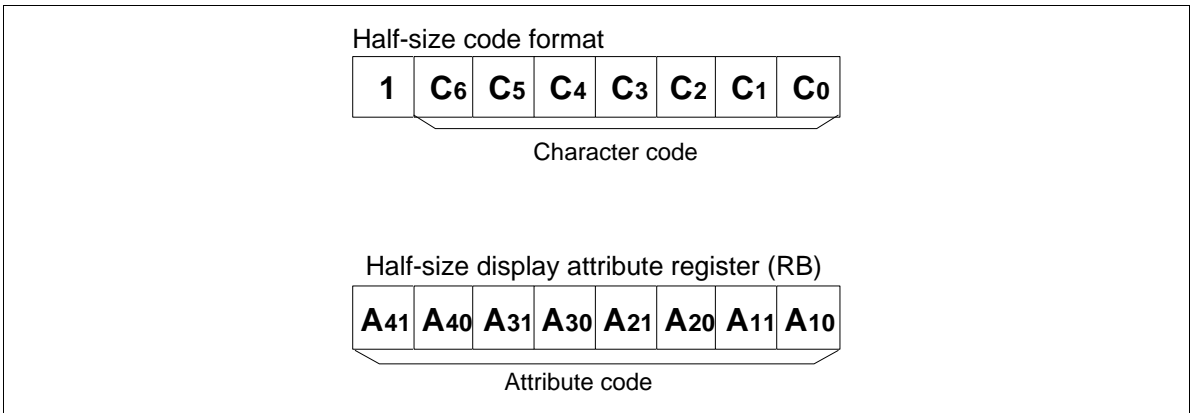 Half-size code format
1 C6 C5 C4 C3 C2 C1 C0
Character code
Half-size display attribute register (RB)
A41 A40 A31 A30 A21 A20 A11 A10
Attribute code